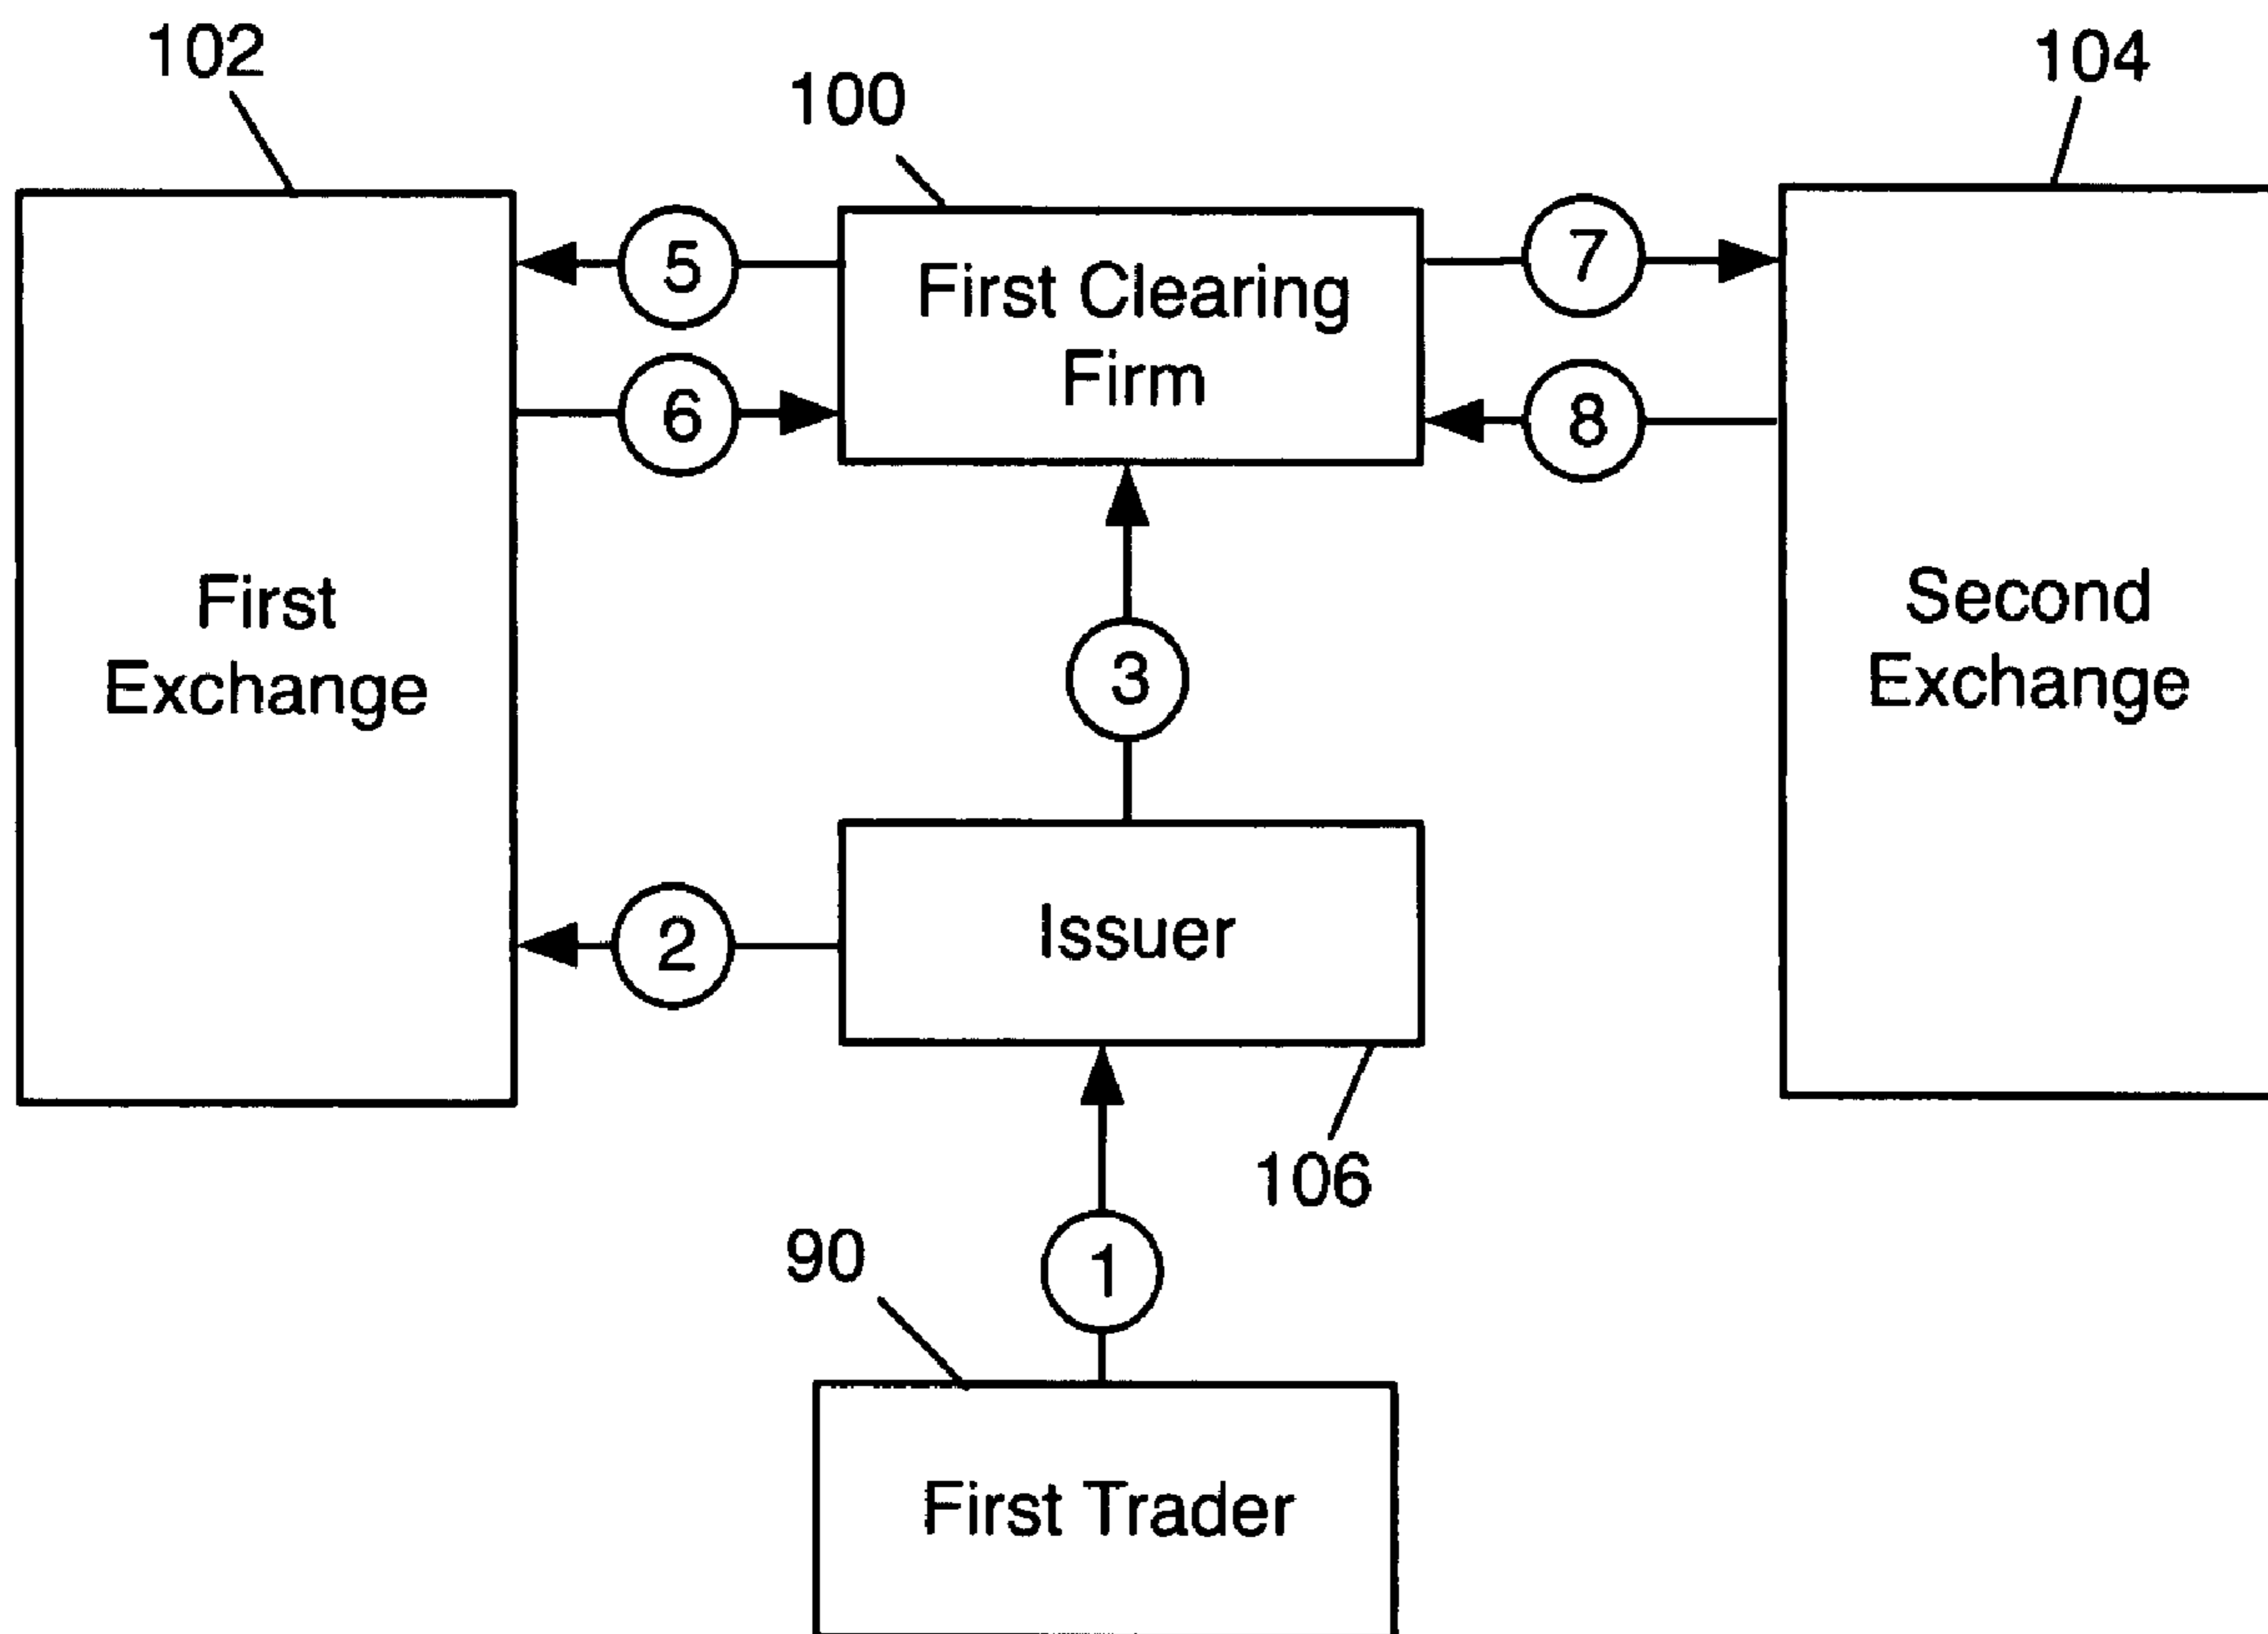 102
104
100
5
7
First Clearing
Firm
6
8
First
Exchange
Second
Exchange
3
2
Issuer
106
90
1
First Trader